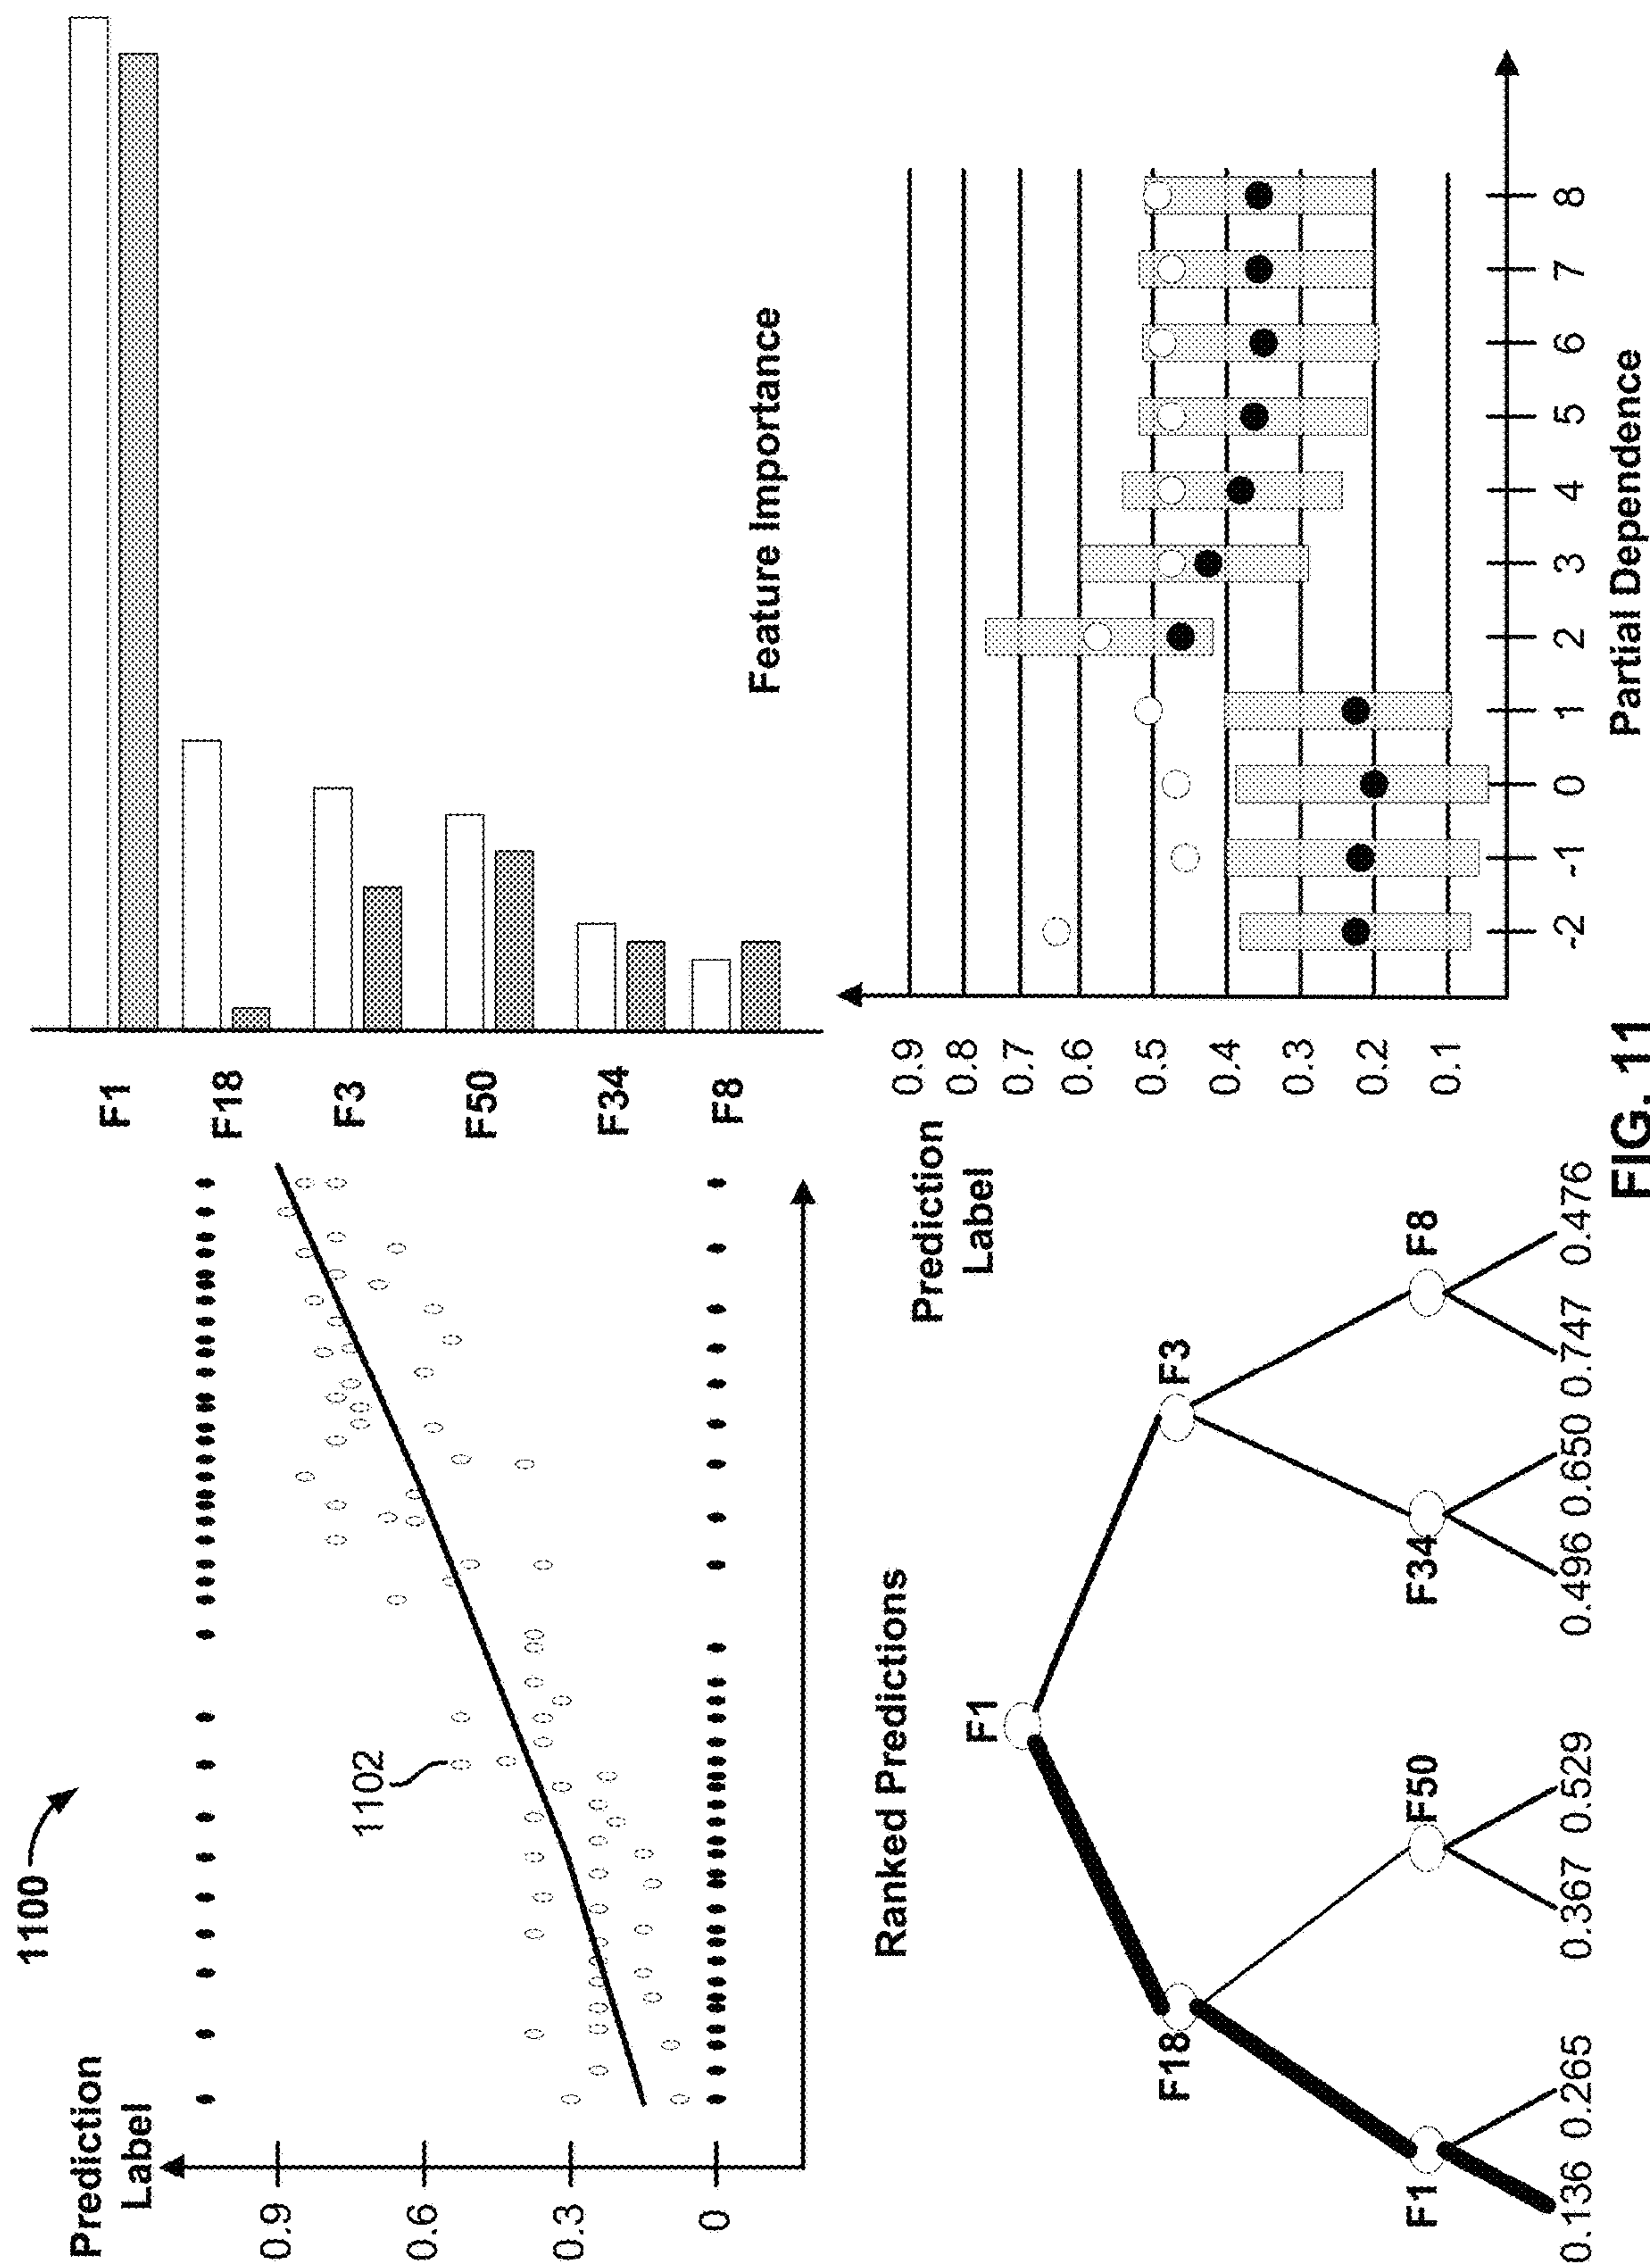 1100
Prediction
Label
0.9
0.6
0.3
0
1102
Ranked Predictions
F1
F18
F3
F50
F34
F8
Feature Importance
F1
F18
F3
F1
F50
F34
F8
0.136 0.265 0.367 0.529 0.496 0.650 0.747 0.476
Prediction
Label
0.9
0.8
0.7
0.6
0.5
0.4
0.3
0.2
0.1
-2 -1 0 1 2 3 4 5 6 7 8
Partial Dependence
FIG. 11